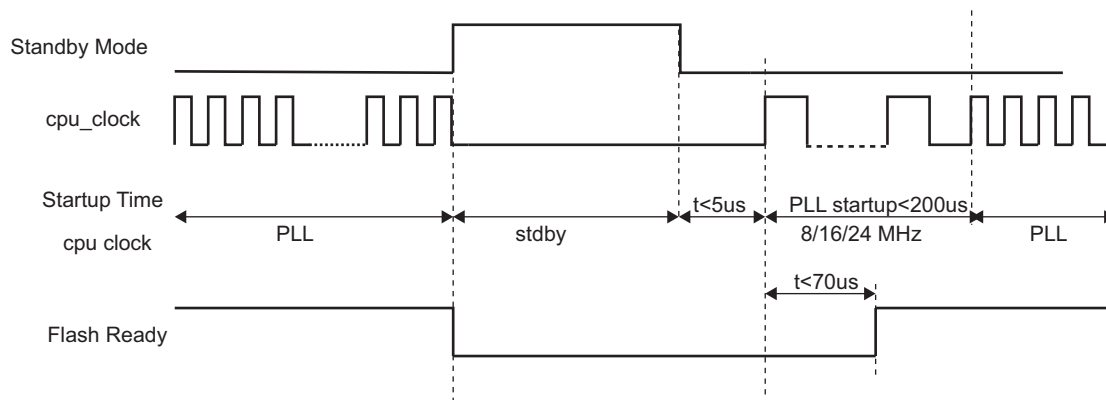 Standby Mode
cpu_clock
Startup Time
t<5us
PLL startup<200us
cpu clock
PLL
stdby
8/16/24 MHz
PLL
t<70us
Flash Ready